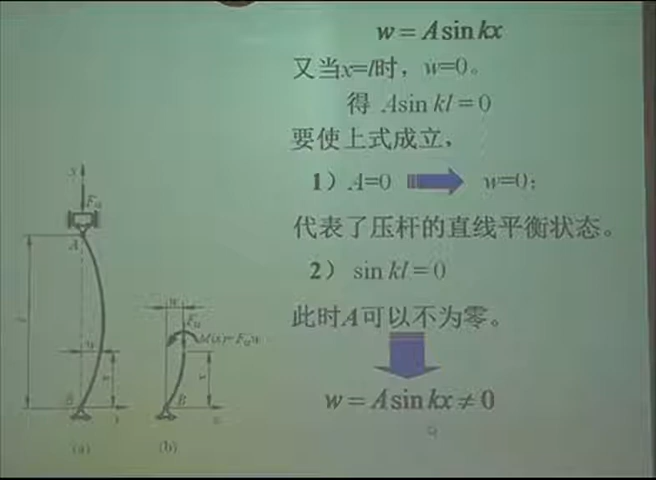 w = A sin kx
又当x=l时，w=0。
得 Asin kl = 0
要使上式成立，
1）A=0 w=0；
代表了压杆的直线平衡状态。
2） sin kl = 0
此时A可以不为零。
w = A sin kx ≠ 0
x
A
w
B
(a)
w
M(x)=Fcrw
x
B
(b)